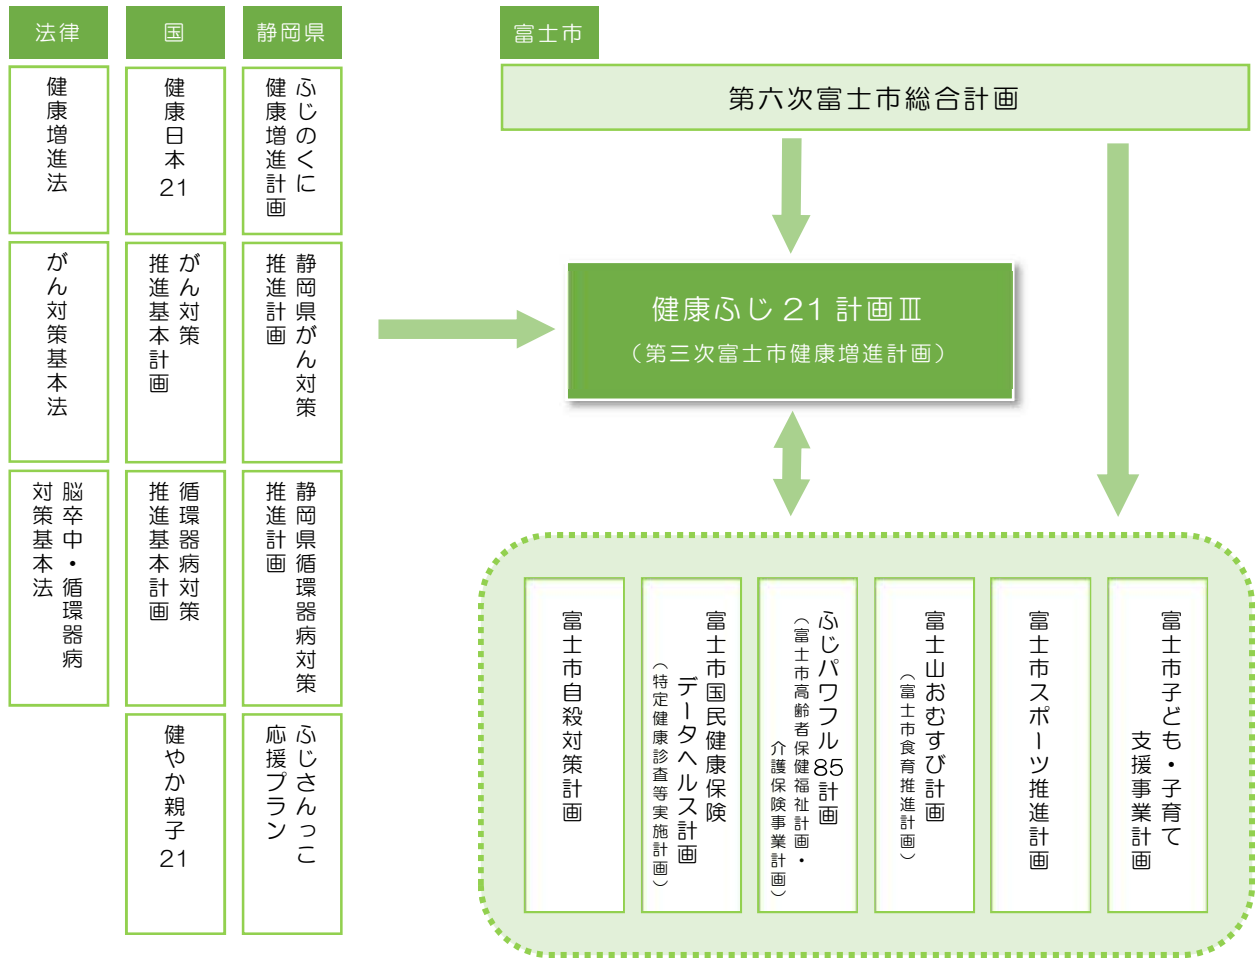 法律
国
静岡県
富士市
健康増進法
健康日本21
ふじのくに
健康増進計画
第六次富士市総合計画
がん対策基本法
がん対策
推進基本計画
静岡県がん対策
推進計画
健康ふじ21計画Ⅲ
（第三次富士市健康増進計画）
脳卒中・循環器病
対策基本法
循環器病対策
推進基本計画
静岡県循環器病対策
推進計画
健やか親子21
ふじさんっこ
応援プラン
富士市自殺対策計画
富士市国民健康保険
データヘルス計画
（特定健康診査等実施計画）
ふじパワフル85計画
（富士市高齢者保健福祉計画・
介護保険事業計画）
富士山おむすび計画
（富士市食育推進計画）
富士市スポーツ推進計画
富士市子ども・子育て
支援事業計画